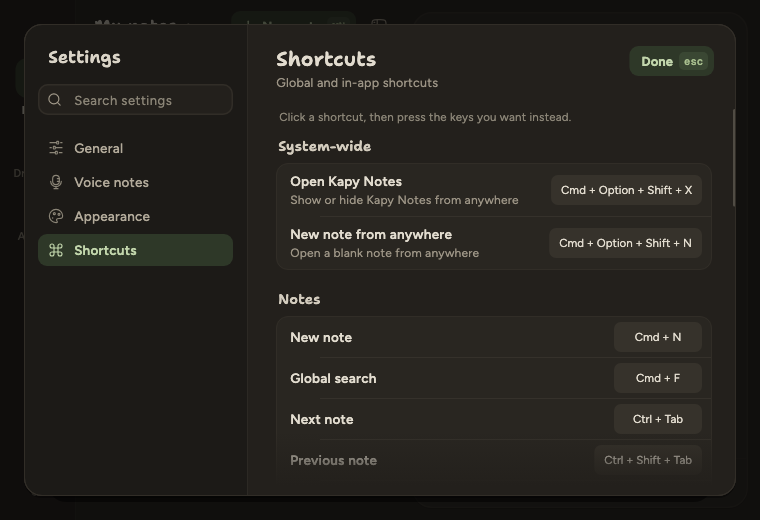 Settings
Search settings
General
Voice notes
Appearance
Shortcuts
Shortcuts
Global and in-app shortcuts
Done esc
Click a shortcut, then press the keys you want instead.
System-wide
Open Kapy Notes
Show or hide Kapy Notes from anywhere
Cmd + Option + Shift + X
New note from anywhere
Open a blank note from anywhere
Cmd + Option + Shift + N
Notes
New note
Cmd + N
Global search
Cmd + F
Next note
Ctrl + Tab
Previous note
Ctrl + Shift + Tab